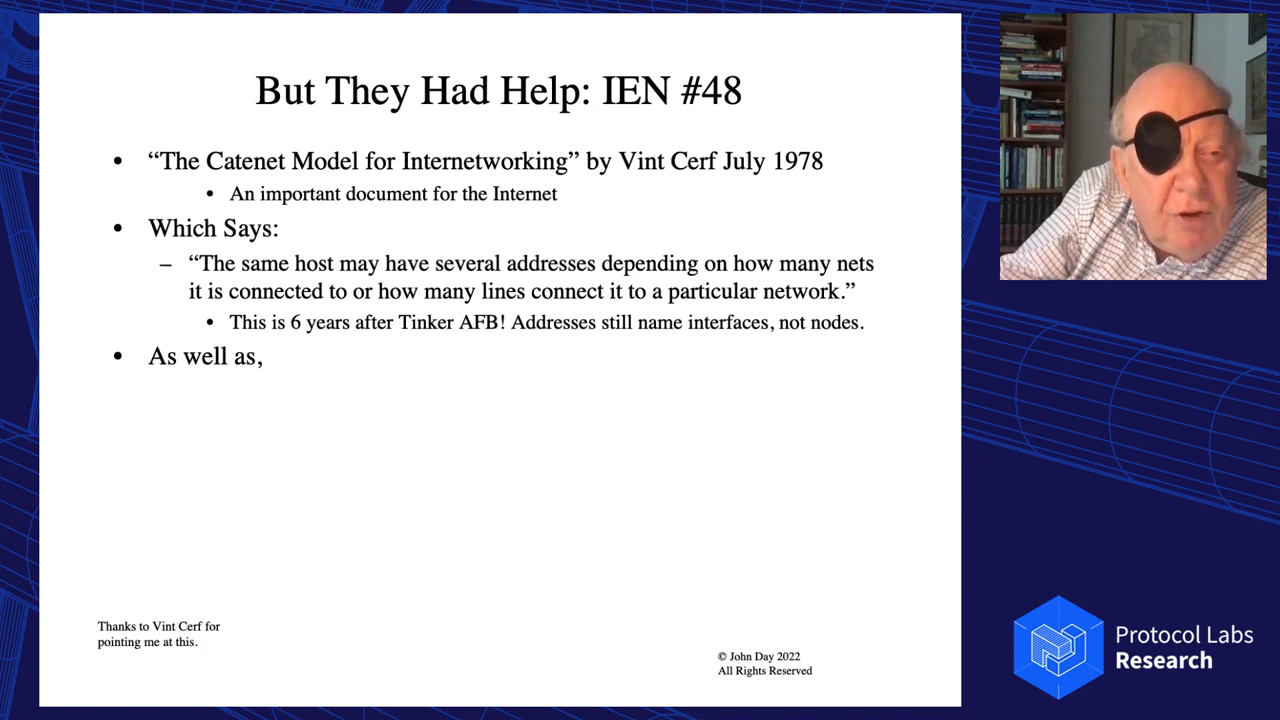 But They Had Help: IEN #48
• “The Catenet Model for Internetworking” by Vint Cerf July 1978
• An important document for the Internet
• Which Says:
– “The same host may have several addresses depending on how many nets
it is connected to or how many lines connect it to a particular network.”
• This is 6 years after Tinker AFB! Addresses still name interfaces, not nodes.
• As well as,
Thanks to Vint Cerf for
pointing me at this.
© John Day 2022
All Rights Reserved
Protocol Labs
Research